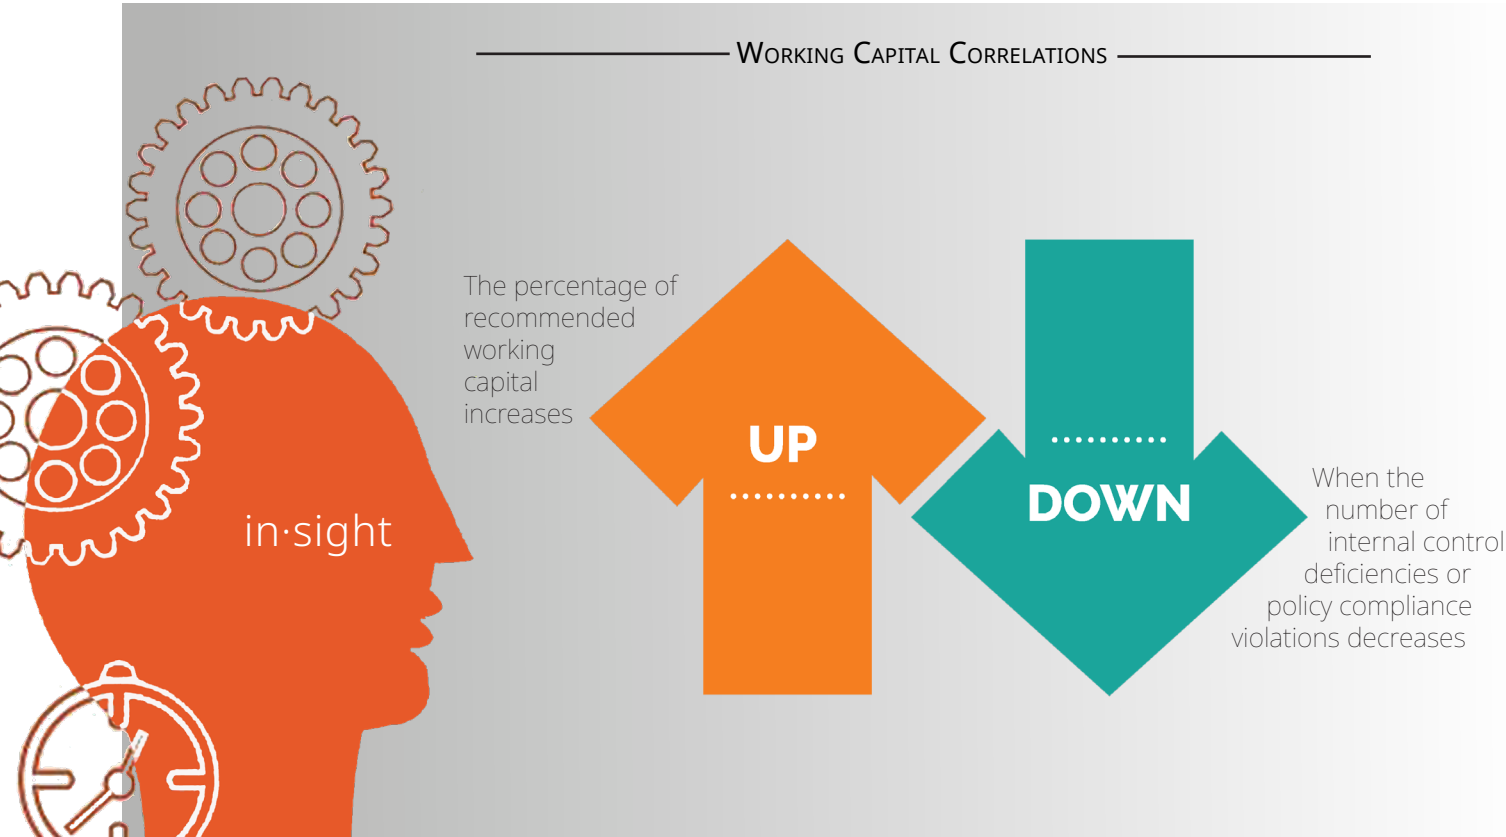 Working Capital Correlations
The percentage of
recommended
working
capital
increases
UP
DOWN
When the
number of
internal control
deficiencies or
policy compliance
violations decreases
in·sight